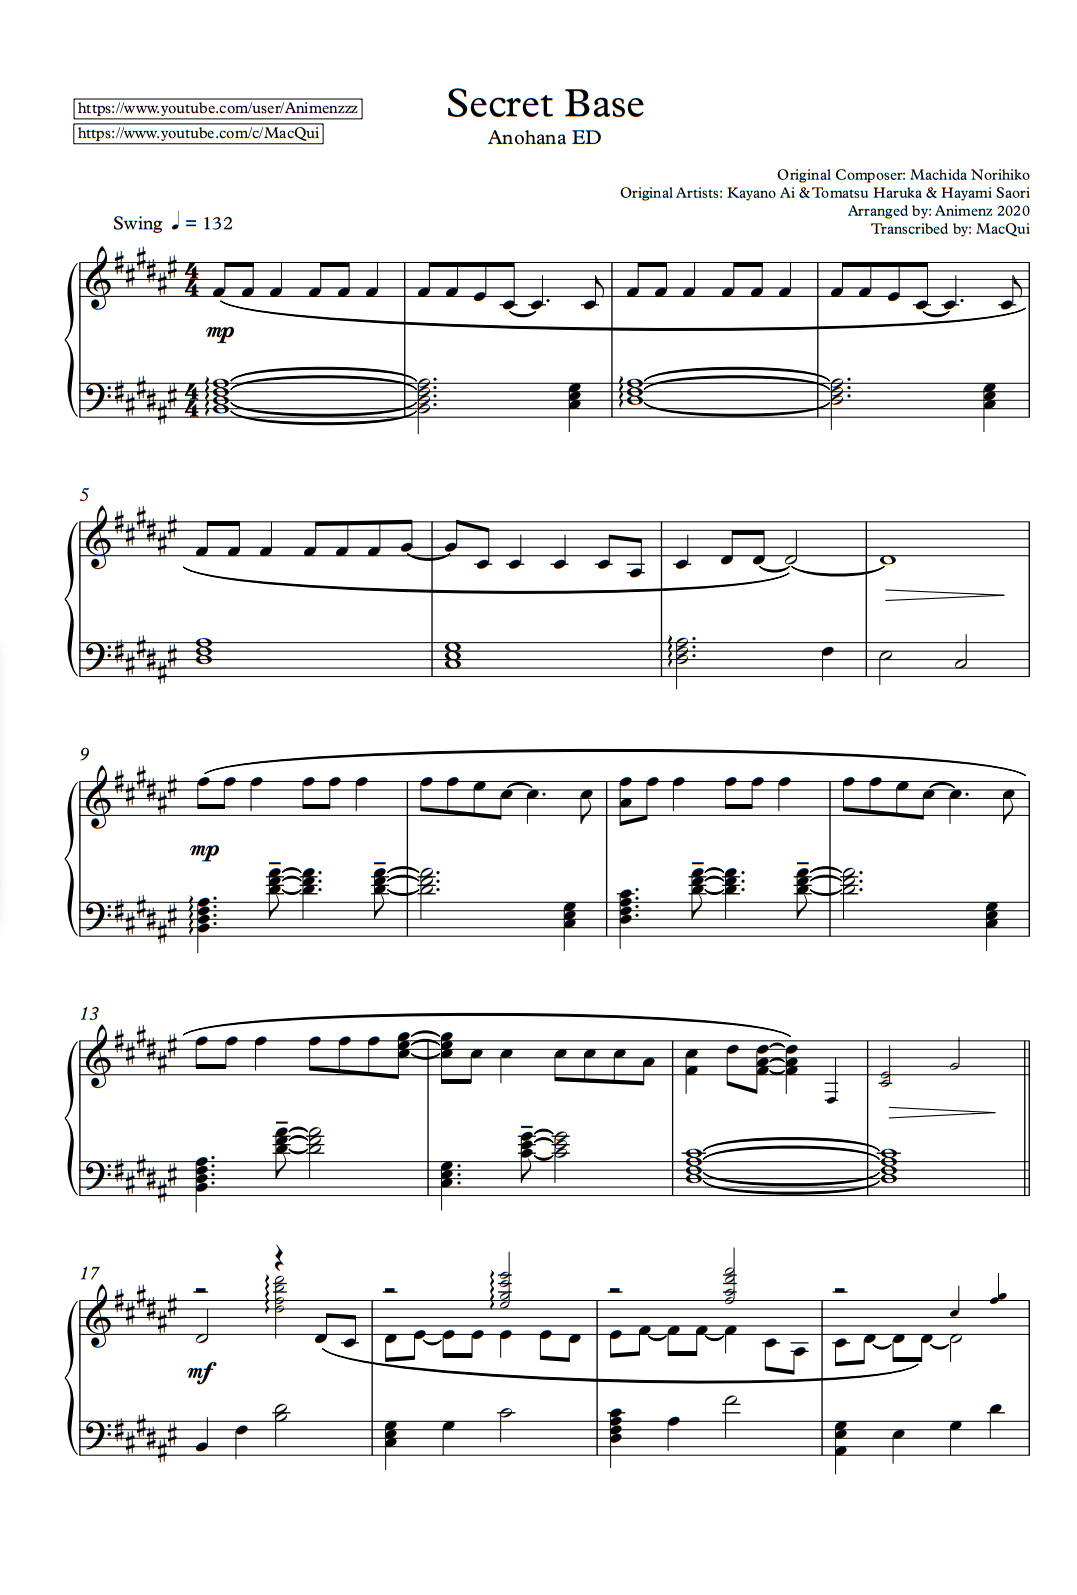 https://www.youtube.com/user/Animenzzz
https://www.youtube.com/c/MacQui
Secret Base
Anohana ED
Original Composer: Machida Norihiko
Original Artists: Kayano Ai & Tomatsu Haruka & Hayami Saori
Arranged by: Animenz 2020
Transcribed by: MacQui
Swing ♩ = 132
4
4
mp
4
4
5
9
mp
13
17
mf